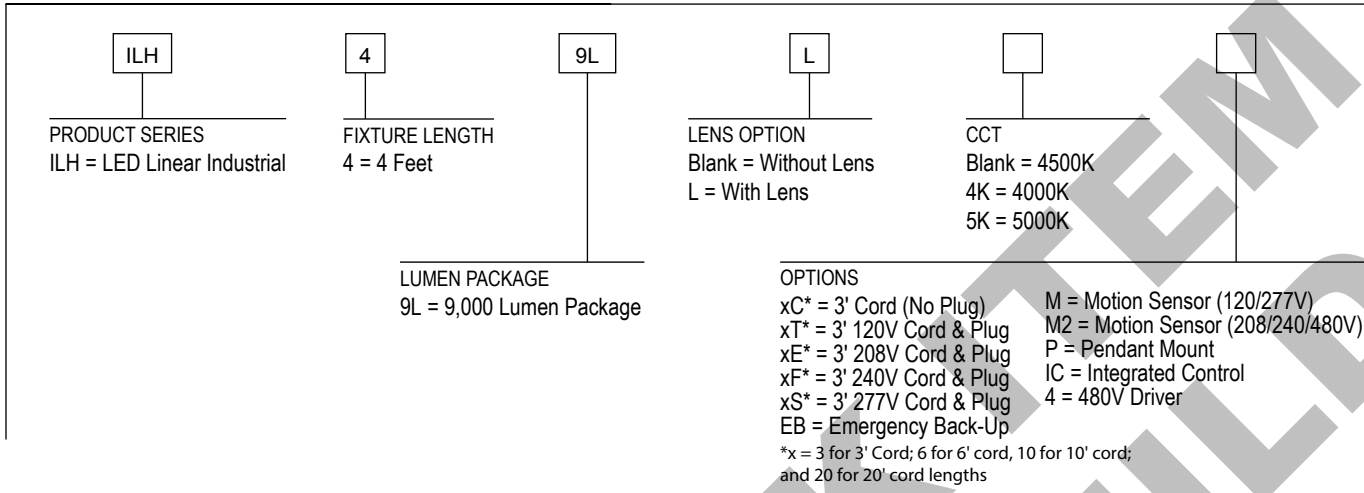 ILH
4
9L
L
PRODUCT SERIES
ILH = LED Linear Industrial
FIXTURE LENGTH
4 = 4 Feet
LUMEN PACKAGE
9L = 9,000 Lumen Package
LENS OPTION
Blank = Without Lens
L = With Lens
CCT
Blank = 4500K
4K = 4000K
5K = 5000K
OPTIONS
xC* = 3' Cord (No Plug)
xT* = 3' 120V Cord & Plug
xE* = 3' 208V Cord & Plug
xF* = 3' 240V Cord & Plug
xS* = 3' 277V Cord & Plug
EB = Emergency Back-Up
M = Motion Sensor (120/277V)
M2 = Motion Sensor (208/240/480V)
P = Pendant Mount
IC = Integrated Control
4 = 480V Driver
*x = 3 for 3' Cord; 6 for 6' cord, 10 for 10' cord;
and 20 for 20' cord lengths
ITEM